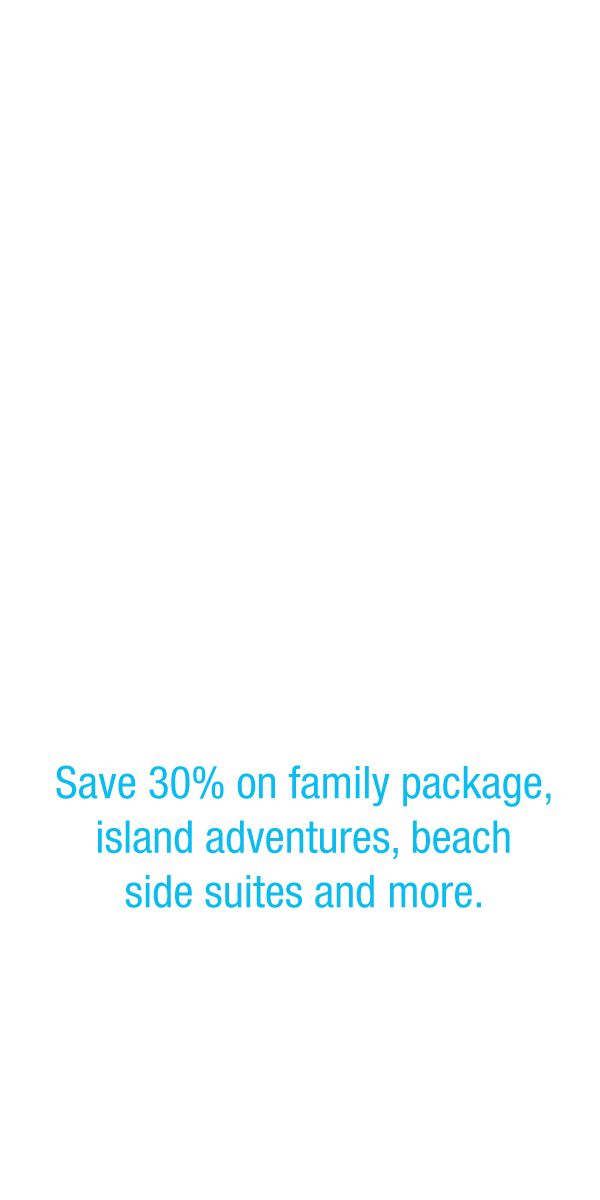 Save 30% on family package,
island adventures, beach
side suites and more.